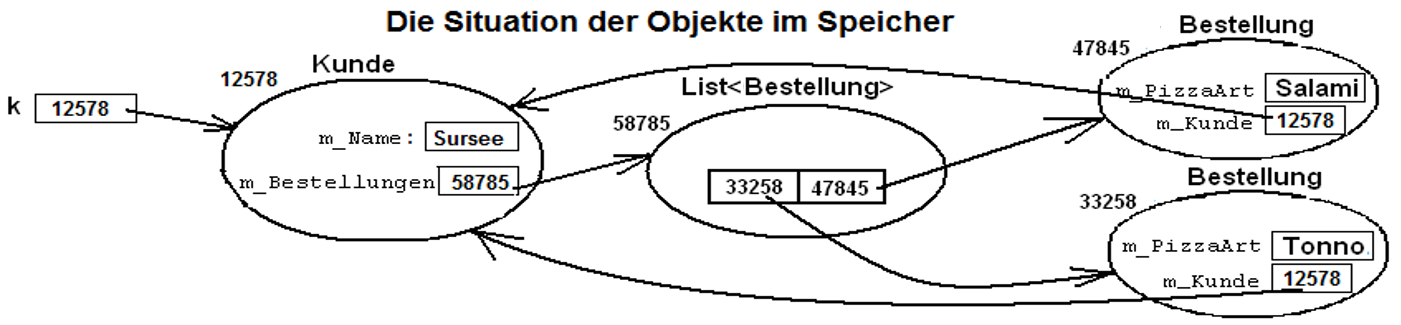 Die Situation der Objekte im Speicher
k 12578
12578
Kunde
m_Name: Sursee
m_Bestellungen 58785
List<Bestellung>
58785
33258 47845
Bestellung
47845
m_PizzaArt Salami
m_Kunde 12578
Bestellung
33258
m_PizzaArt Tonno
m_Kunde 12578